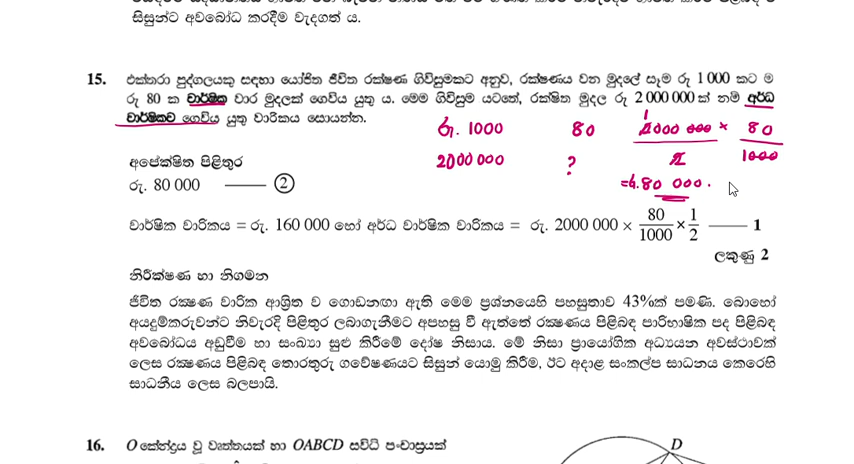 සිසුන්ට අවබෝධ කරදීම වැදගත් ය.
15. එක්තරා පුද්ගලයකු සඳහා යෝජිත ජීවිත රක්ෂණ ගිවිසුමකට අනුව, රක්ෂණය වන මුදලේ සෑම රු 1 000 කට ම
රු 80 ක වාර්ෂික වාර මුදලක් ගෙවිය යුතු ය. මෙම ගිවිසුම යටතේ, රක්ෂිත මුදල රු 2 000 000 ක් නම් අර්ධ
වාර්ෂිකව ගෙවිය යුතු වාරිකය සොයන්න.
රු. 1000 80 1 2000 000 × 80
2 1000
2000 000 ?
=රු.80 000.
අපේක්ෂිත පිළිතුර
රු. 80 000 —— ②
වාර්ෂික වාරිකය = රු. 160 000 හෝ අර්ධ වාර්ෂික වාරිකය = රු. 2000 000 × 80/1000 × 1/2 —— 1
ලකුණු 2
නිරීක්ෂණ හා නිගමන
ජීවිත රක්ෂණ වාරික ආශ්‍රිත ව ගොඩනඟා ඇති මෙම ප්‍රශ්නයෙහි පහසුතාව 43%ක් පමණි. බොහෝ
අයදුම්කරුවන්ට නිවැරදි පිළිතුර ලබාගැනීමට අපහසු වී ඇත්තේ රක්ෂණය පිළිබඳ පාරිභාෂික පද පිළිබඳ
අවබෝධය අඩුවීම හා සංඛ්‍යා සුළු කිරීමේ දෝෂ නිසාය. මේ නිසා ප්‍රායෝගික අධ්‍යයන අවස්ථාවක්
ලෙස රක්ෂණය පිළිබඳ තොරතුරු ගවේෂණයට සිසුන් යොමු කිරීම, ඊට අදාළ සංකල්ප සාධනය කෙරෙහි
සාධනීය ලෙස බලපායි.
16. O කේන්ද්‍රය වූ වෘත්තයක් හා OABCD සවිධි පංචාස්‍රයක්
D